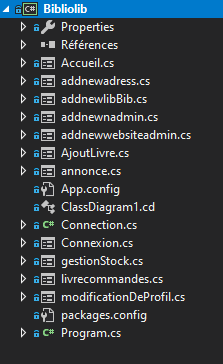 C# Bibliolib
Properties
Références
Accueil.cs
addnewadress.cs
addnewlibBib.cs
addnewnadmin.cs
addnewwebsiteadmin.cs
AjoutLivre.cs
annonce.cs
App.config
ClassDiagram1.cd
C# Connection.cs
Connexion.cs
gestionStock.cs
livrecommandes.cs
modificationDeProfil.cs
packages.config
C# Program.cs